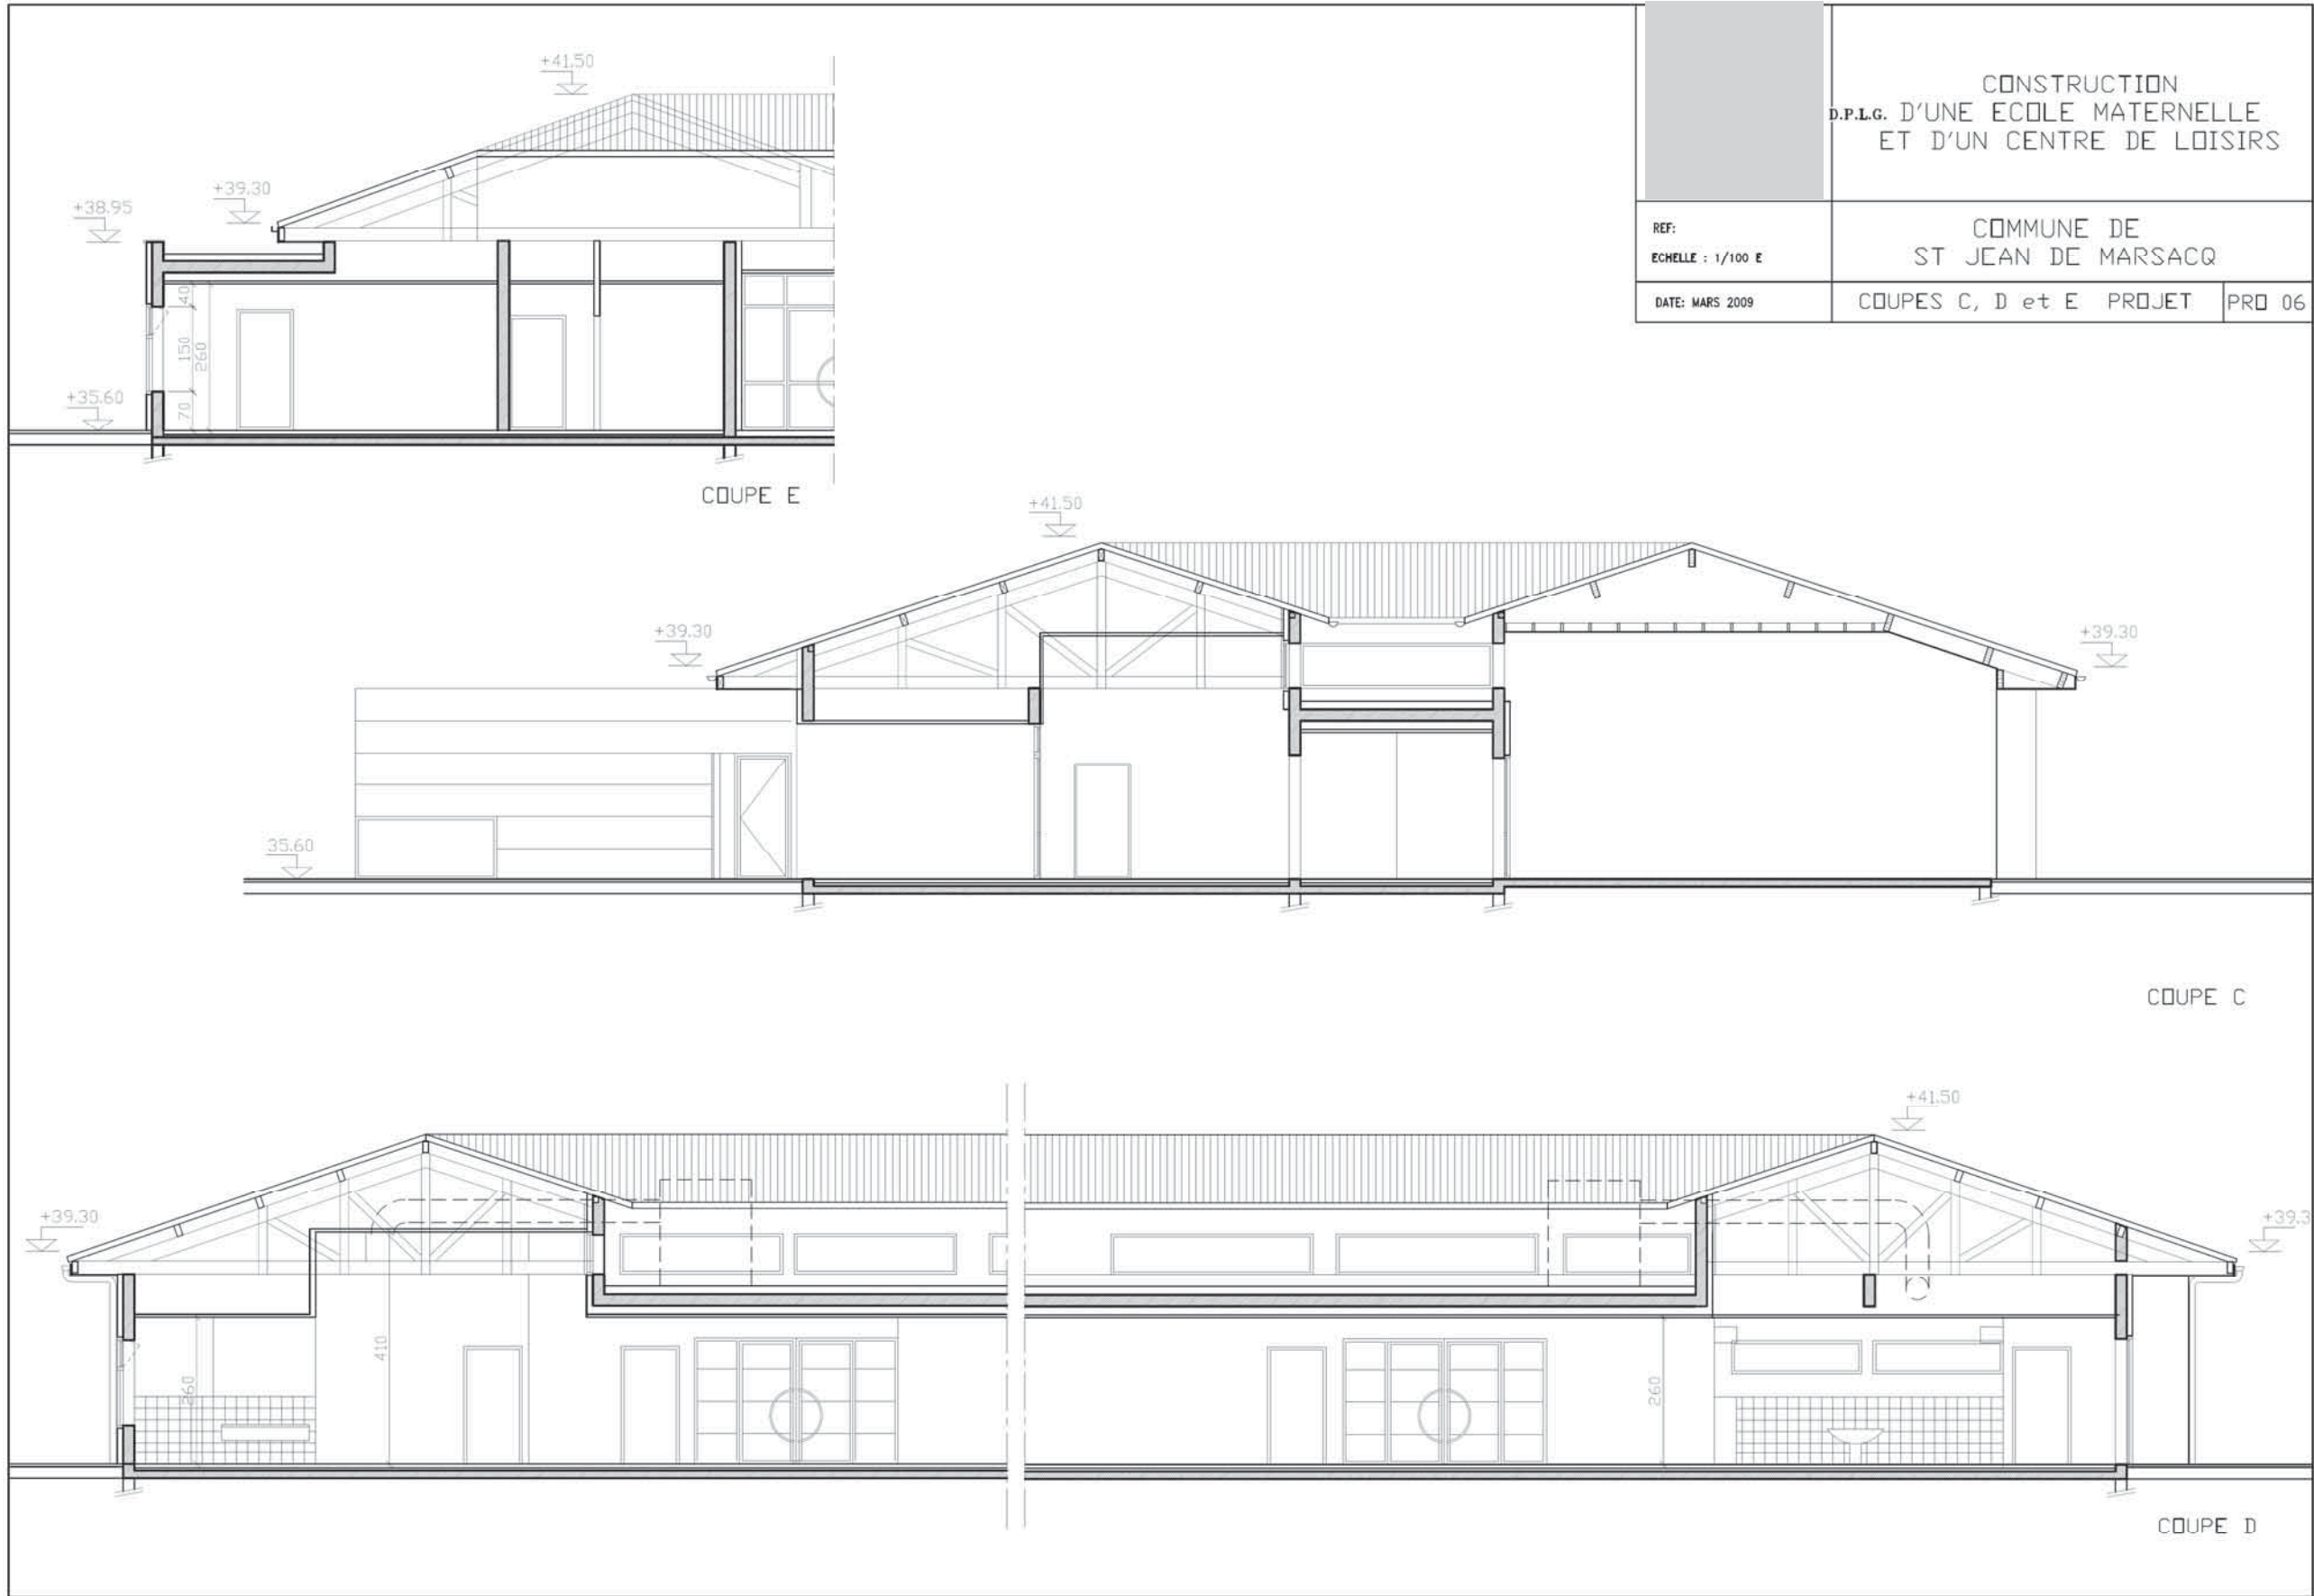 CONSTRUCTION
D.P.L.G. D'UNE ECOLE MATERNELLE
ET D'UN CENTRE DE LOISIRS
REF:
ECHELLE : 1/100 E
COMMUNE DE
ST JEAN DE MARSACQ
DATE: MARS 2009
COUPES C, D et E PROJET
PRO 06
+41.50
+39.30
+38.95
40
150
260
70
+35.60
COUPE E
+41.50
+39.30
+39.30
35.60
COUPE C
+41.50
+39.30
+39.3
410
260
260
COUPE D